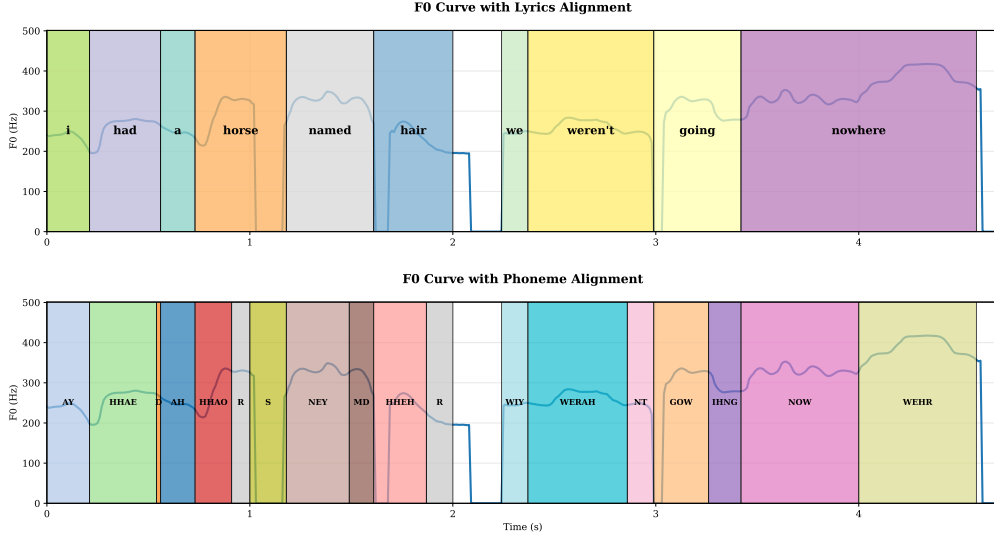 F0 Curve with Lyrics Alignment
500
400
300
200
100
0
F0 (Hz)
i had a horse named hair we weren't going nowhere
0 1 2 3 4
F0 Curve with Phoneme Alignment
500
400
300
200
100
0
F0 (Hz)
AY HHAE D AH HHAO R S NEY MD HHEH R WIY WERAH NT GOW IHNG NOW WEHR
0 1 2 3 4
Time (s)